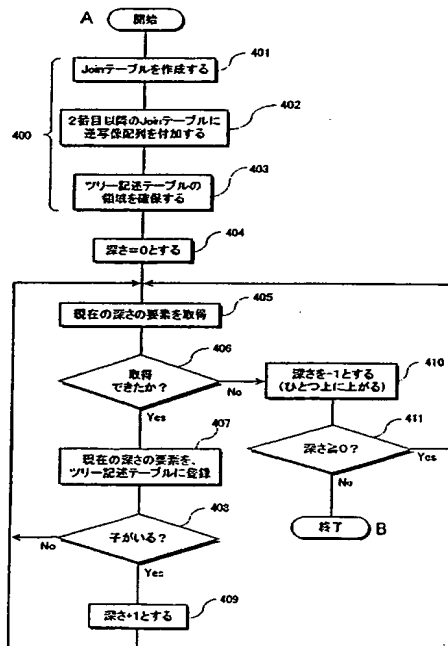 A
開始
401
Joinテーブルを作成する
400
402
2番目以降のJoinテーブルに
逆写像配列を付加する
403
ツリー記述テーブルの
領域を確保する
404
深さ=0とする
405
現在の深さの要素を取得
406
取得
できたか?
No
Yes
410
深さを-1とする
(ひとつ上に上がる)
411
深さ≧0?
Yes
No
終了
B
407
現在の深さの要素を、
ツリー記述テーブルに登録
408
子がいる?
No
Yes
409
深さ+1とする